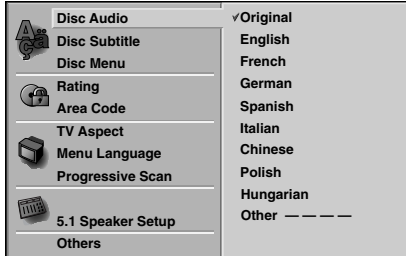 Disc Audio
Disc Subtitle
Disc Menu
Rating
Area Code
TV Aspect
Menu Language
Progressive Scan
5.1 Speaker Setup
Others
✓Original
English
French
German
Spanish
Italian
Chinese
Polish
Hungarian
Other — — — —